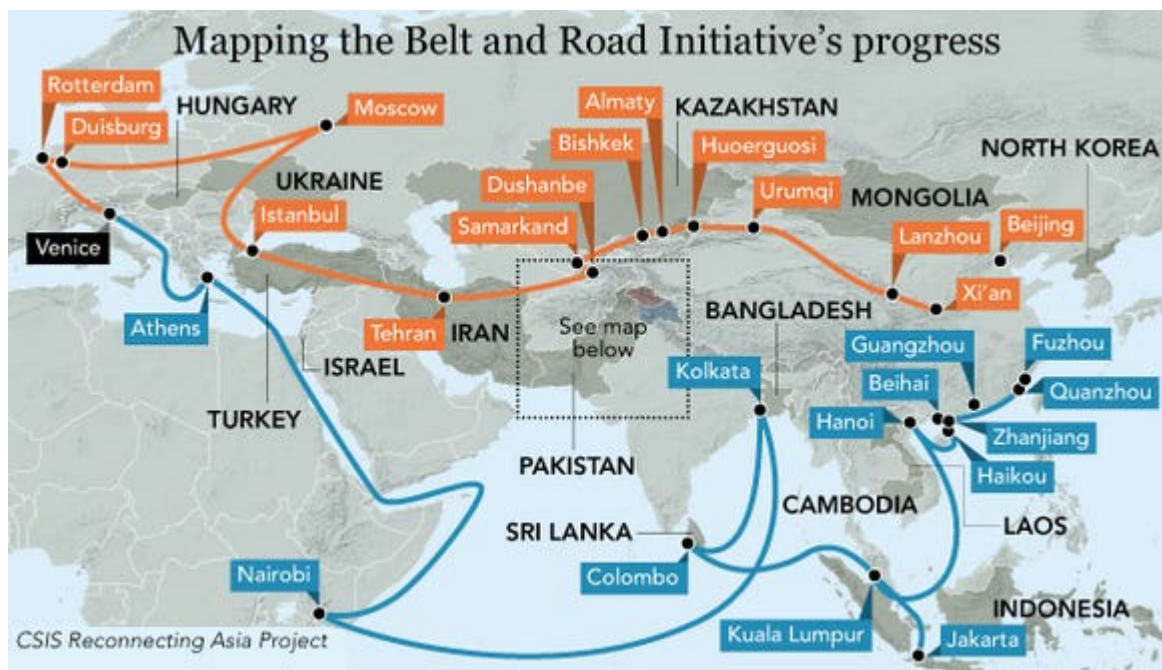 Mapping the Belt and Road Initiative's progress
Rotterdam
Duisburg
HUNGARY
Moscow
Almaty
KAZAKHSTAN
Bishkek
Huoerguosi
NORTH KOREA
UKRAINE
Dushanbe
Urumqi
MONGOLIA
Istanbul
Samarkand
Lanzhou
Beijing
Venice
Xi'an
Athens
Tehran
IRAN
See map
below
BANGLADESH
ISRAEL
Kolkata
Guangzhou
Fuzhou
Beihai
Quanzhou
TURKEY
Hanoi
Zhanjiang
PAKISTAN
Haikou
CAMBODIA
SRI LANKA
LAOS
Nairobi
Colombo
INDONESIA
Kuala Lumpur
Jakarta
CSIS Reconnecting Asia Project